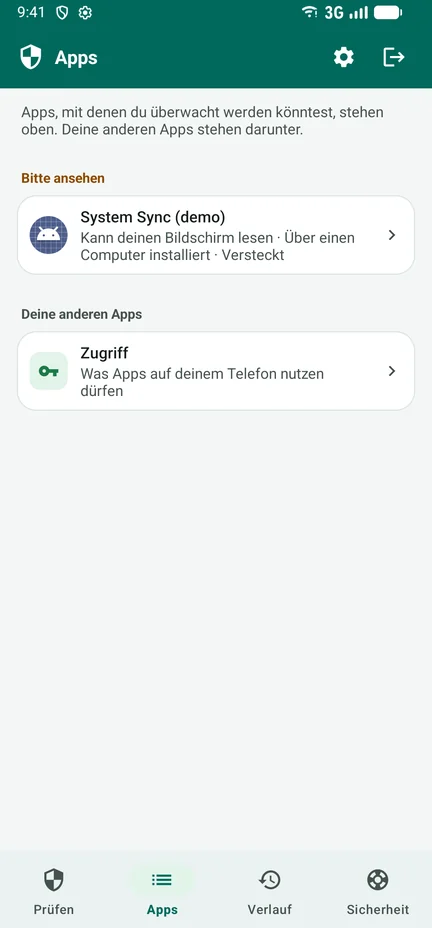 9:41
3G
Apps
Apps, mit denen du überwacht werden könntest, stehen
oben. Deine anderen Apps stehen darunter.
Bitte ansehen
System Sync (demo)
Kann deinen Bildschirm lesen · Über einen
Computer installiert · Versteckt
Deine anderen Apps
Zugriff
Was Apps auf deinem Telefon nutzen
dürfen
Prüfen
Apps
Verlauf
Sicherheit